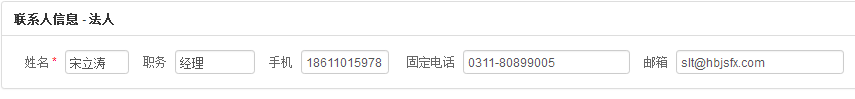 联系人信息 - 法人
姓名 * 宋立涛 职务 经理 手机 18611015978 固定电话 0311-80899005 邮箱 slt@hbjsfx.com